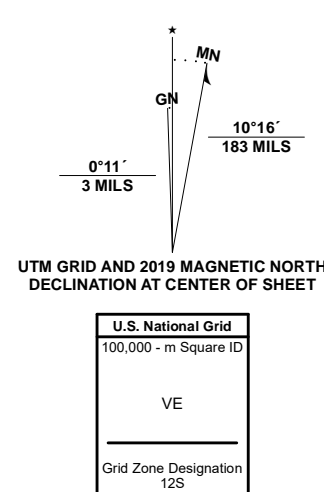 ★
MN
GN
10°16´
183 MILS
0°11´
3 MILS
UTM GRID AND 2019 MAGNETIC NORTH
DECLINATION AT CENTER OF SHEET
U.S. National Grid
100,000 - m Square ID
VE
Grid Zone Designation
12S